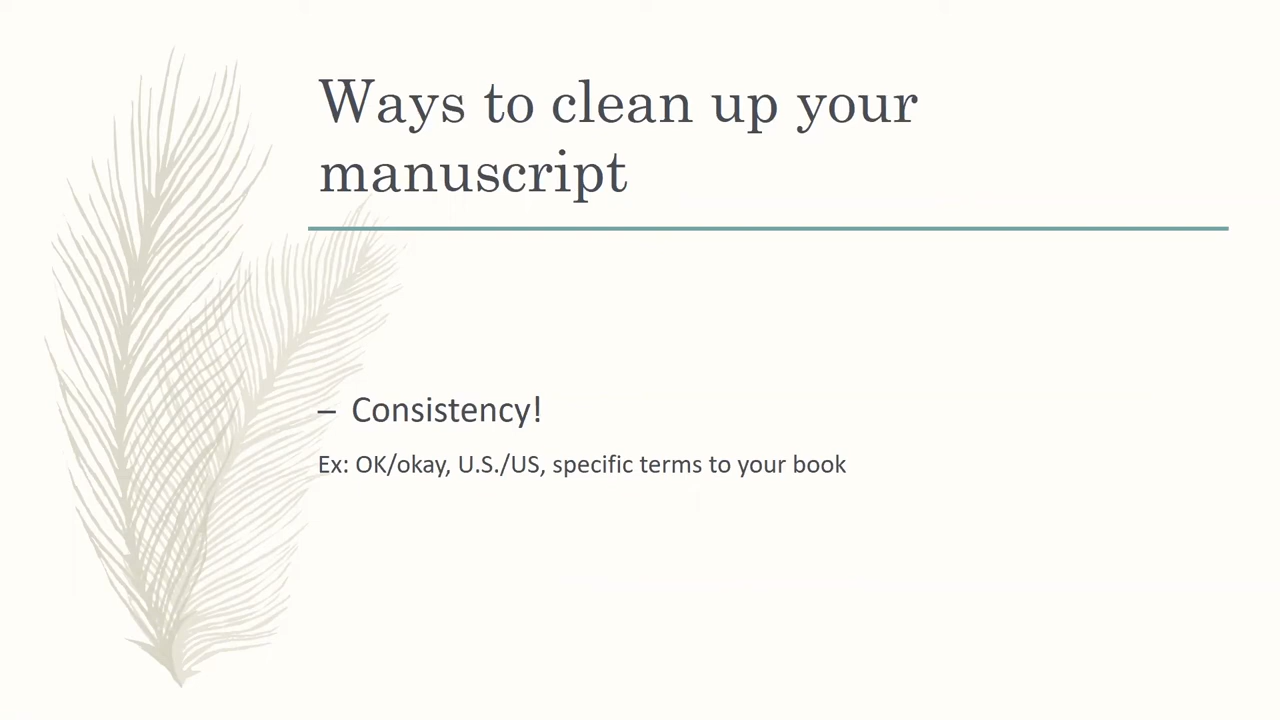 Ways to clean up your
manuscript
– Consistency!
Ex: OK/okay, U.S./US, specific terms to your book